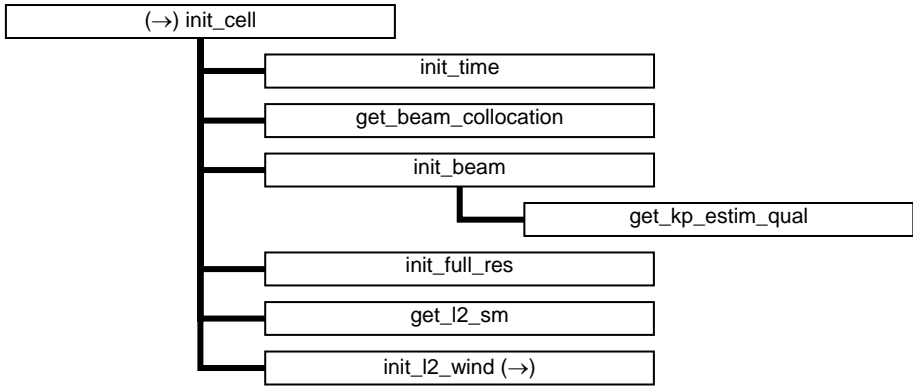 (→) init_cell
init_time
get_beam_collocation
init_beam
get_kp_estim_qual
init_full_res
get_l2_sm
init_l2_wind (→)